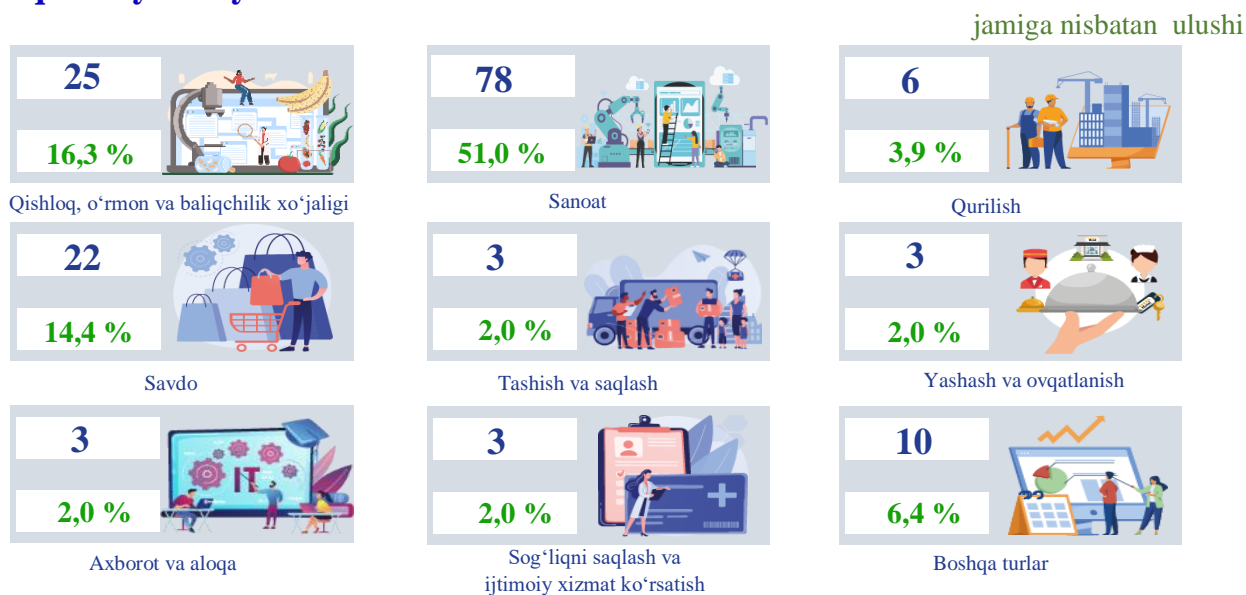 jamiga nisbatan ulushi
25
16,3 %
Qishloq, o‘rmon va baliqchilik xo‘jaligi
78
51,0 %
Sanoat
6
3,9 %
Qurilish
22
14,4 %
Savdo
3
2,0 %
Tashish va saqlash
3
2,0 %
Yashash va ovqatlanish
3
2,0 %
IT
Axborot va aloqa
3
2,0 %
Sog‘liqni saqlash va
ijtimoiy xizmat ko‘rsatish
10
6,4 %
Boshqa turlar